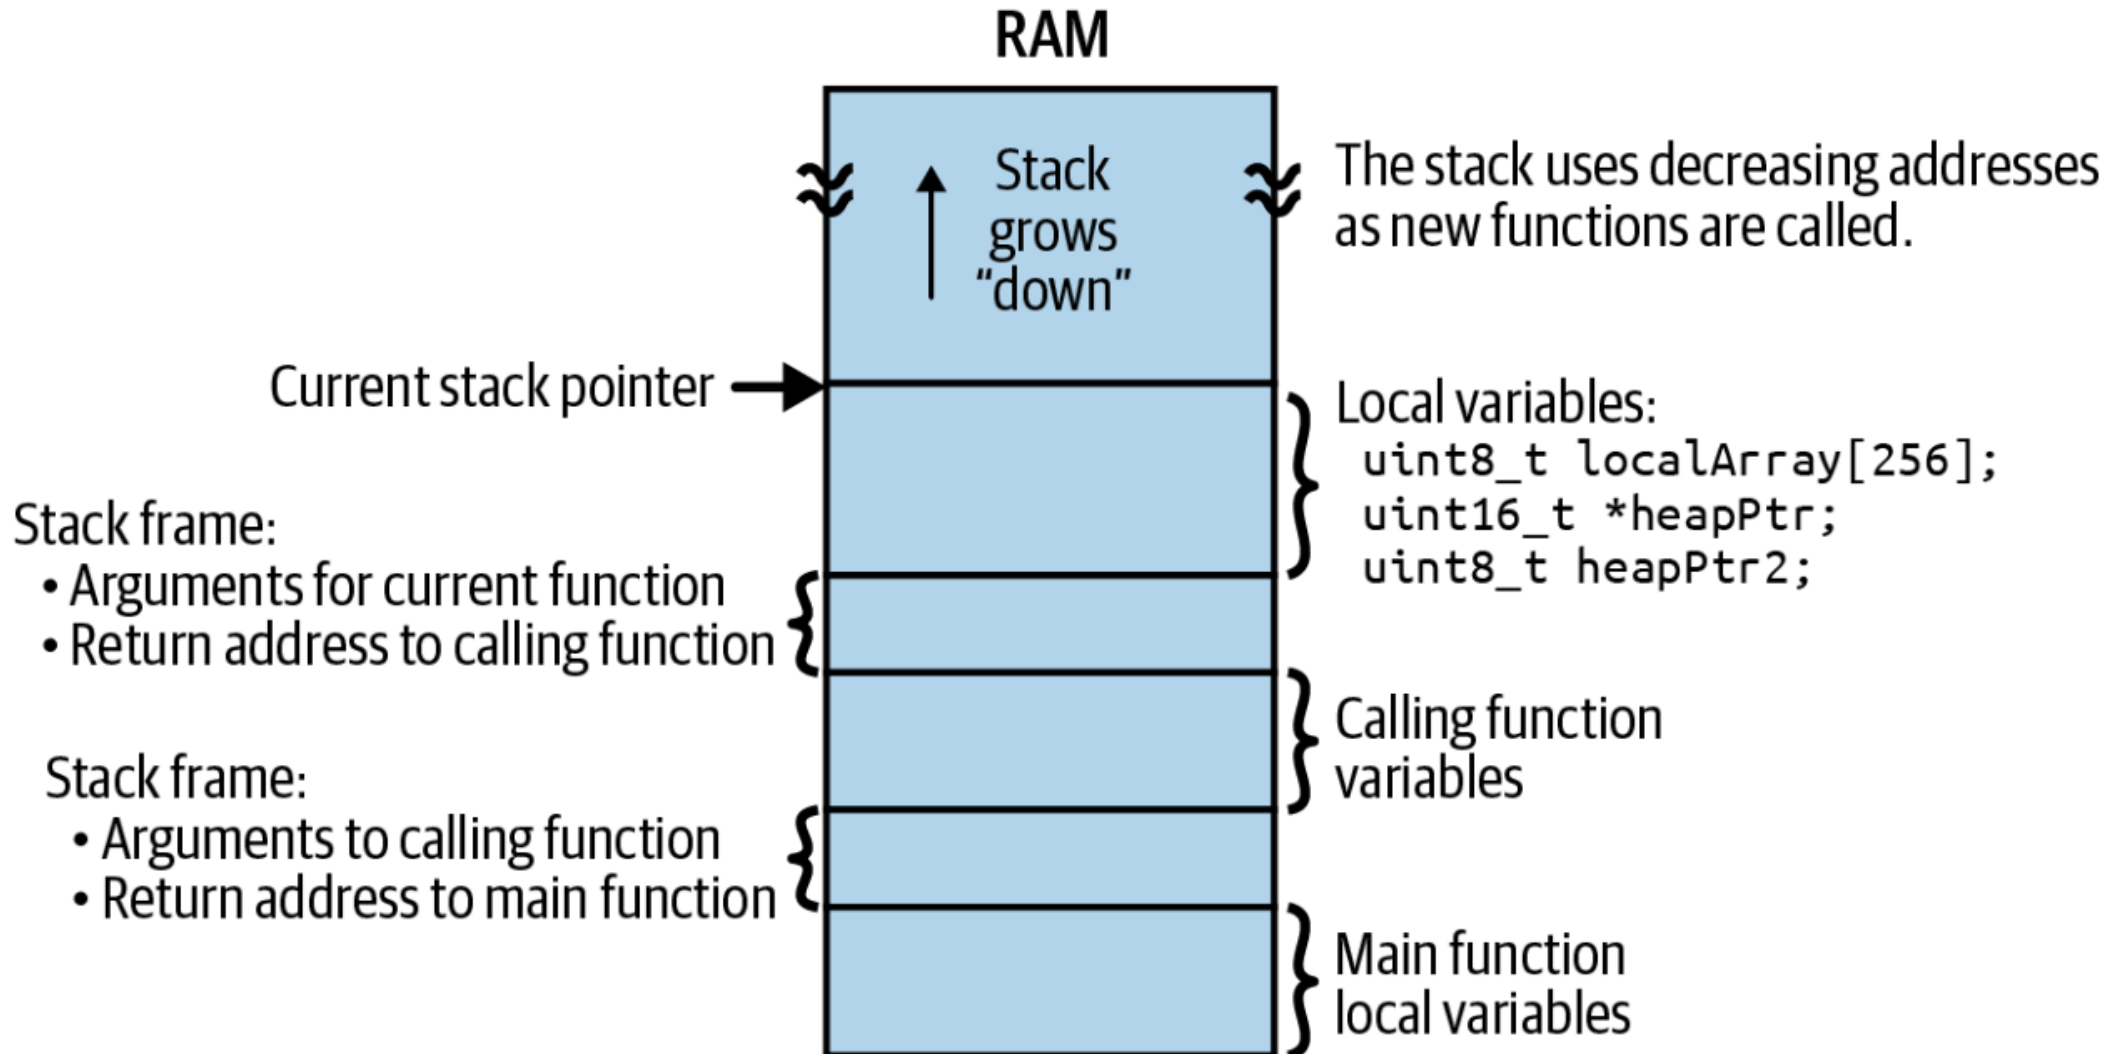 RAM
Stack
grows
“down”
The stack uses decreasing addresses
as new functions are called.
Current stack pointer
Local variables:
uint8_t localArray[256];
uint16_t *heapPtr;
uint8_t heapPtr2;
Stack frame:
• Arguments for current function
• Return address to calling function
Calling function
variables
Stack frame:
• Arguments to calling function
• Return address to main function
Main function
local variables